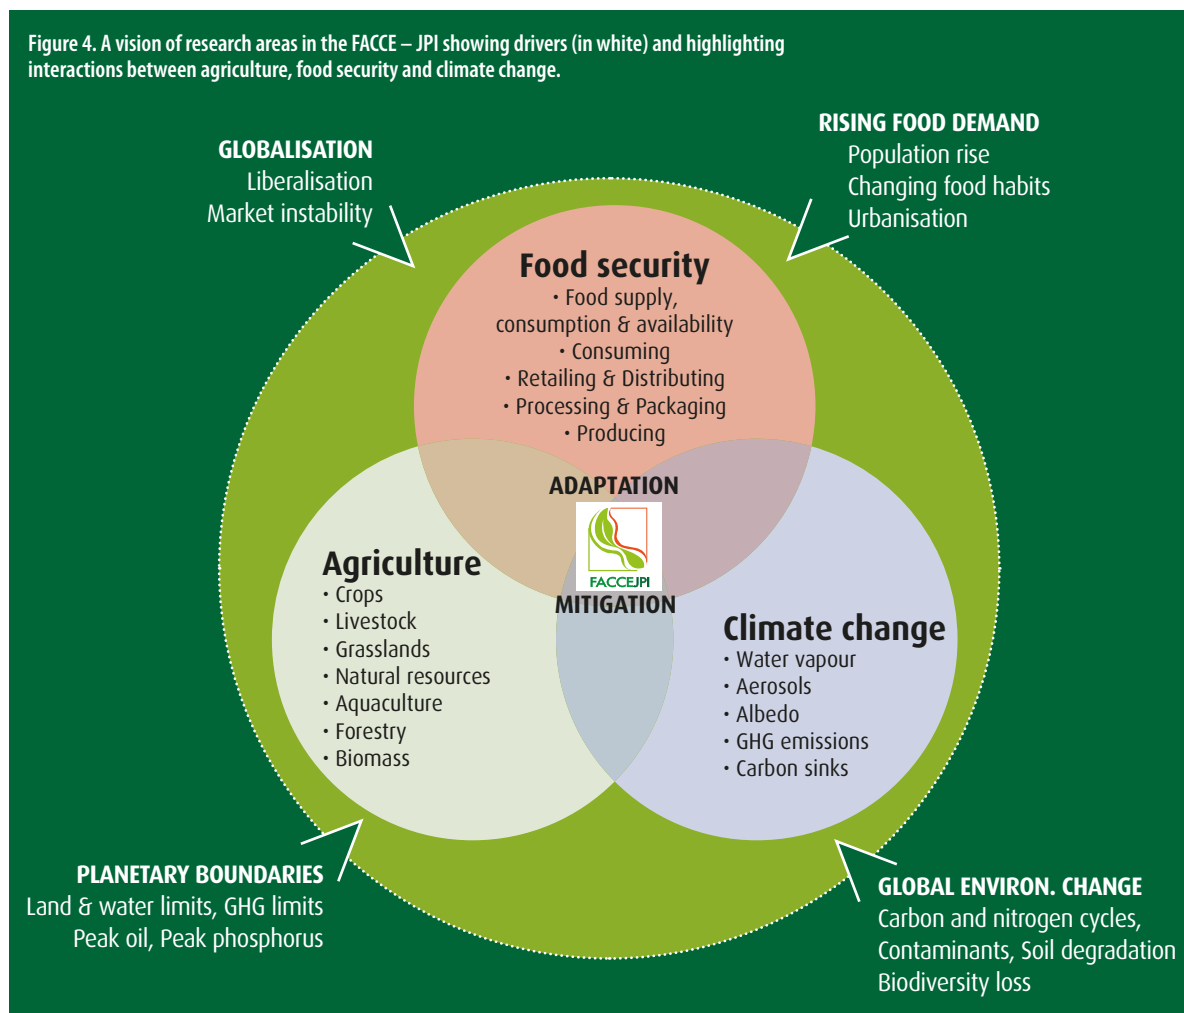 Figure 4. A vision of research areas in the FACCE – JPI showing drivers (in white) and highlighting
interactions between agriculture, food security and climate change.
GLOBALISATION
Liberalisation
Market instability
RISING FOOD DEMAND
Population rise
Changing food habits
Urbanisation
Food security
• Food supply,
consumption & availability
• Consuming
• Retailing & Distributing
• Processing & Packaging
• Producing
ADAPTATION
FACCEJPI
MITIGATION
Agriculture
• Crops
• Livestock
• Grasslands
• Natural resources
• Aquaculture
• Forestry
• Biomass
Climate change
• Water vapour
• Aerosols
• Albedo
• GHG emissions
• Carbon sinks
PLANETARY BOUNDARIES
Land & water limits, GHG limits
Peak oil, Peak phosphorus
GLOBAL ENVIRON. CHANGE
Carbon and nitrogen cycles,
Contaminants, Soil degradation
Biodiversity loss